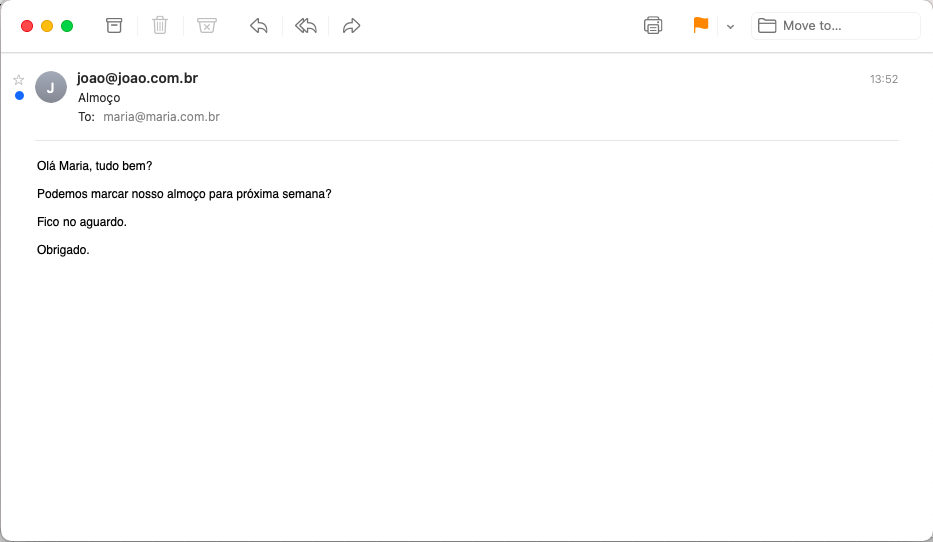 Move to...
J
joao@joao.com.br
13:52
Almoço
To: maria@maria.com.br
Olá Maria, tudo bem?
Podemos marcar nosso almoço para próxima semana?
Fico no aguardo.
Obrigado.